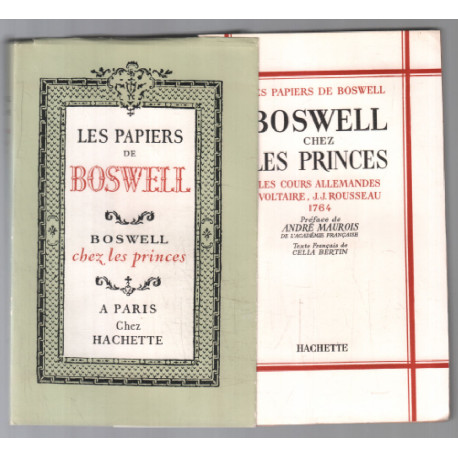 LES PAPIERS
DE
BOSWELL
BOSWELL
chez les princes
A PARIS
Chez
HACHETTE
ES PAPIERS DE BOSWELL
BOSWELL
CHEZ
LES PRINCES
LES COURS ALLEMANDES
VOLTAIRE, J.J. ROUSSEAU
1764
Préface de
ANDRÉ MAUROIS
DE L'ACADÉMIE FRANÇAISE
Texte Français de
CELIA BERTIN
HACHETTE